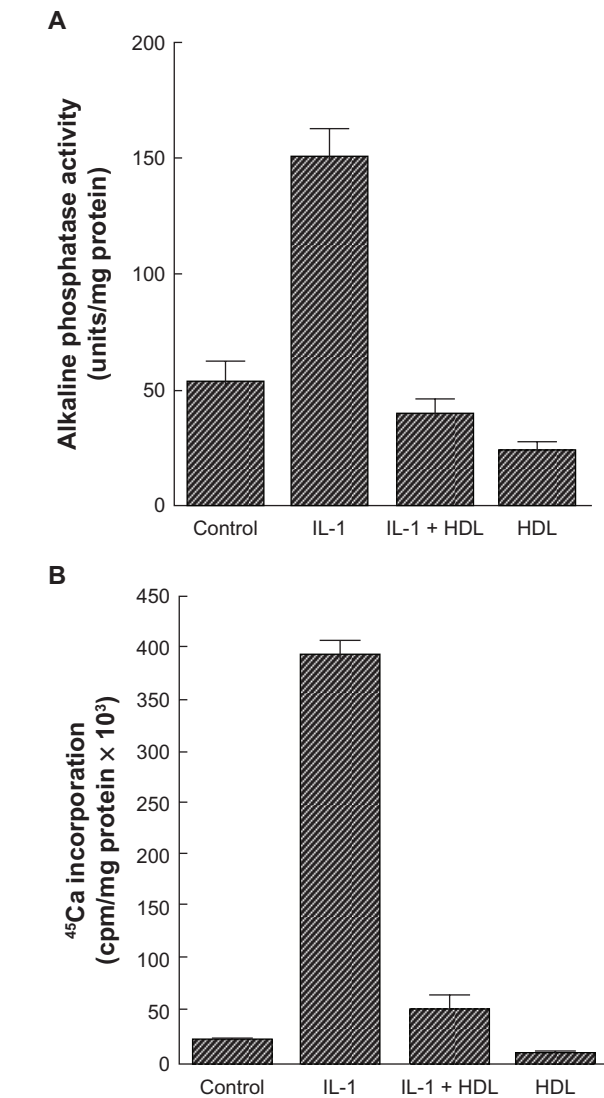 A
Alkaline phosphatase activity
(units/mg protein)
200
150
100
50
0
Control IL-1 IL-1 + HDL HDL
B
⁴⁵Ca incorporation
(cpm/mg protein × 10³)
450
400
350
300
250
200
150
100
50
0
Control IL-1 IL-1 + HDL HDL